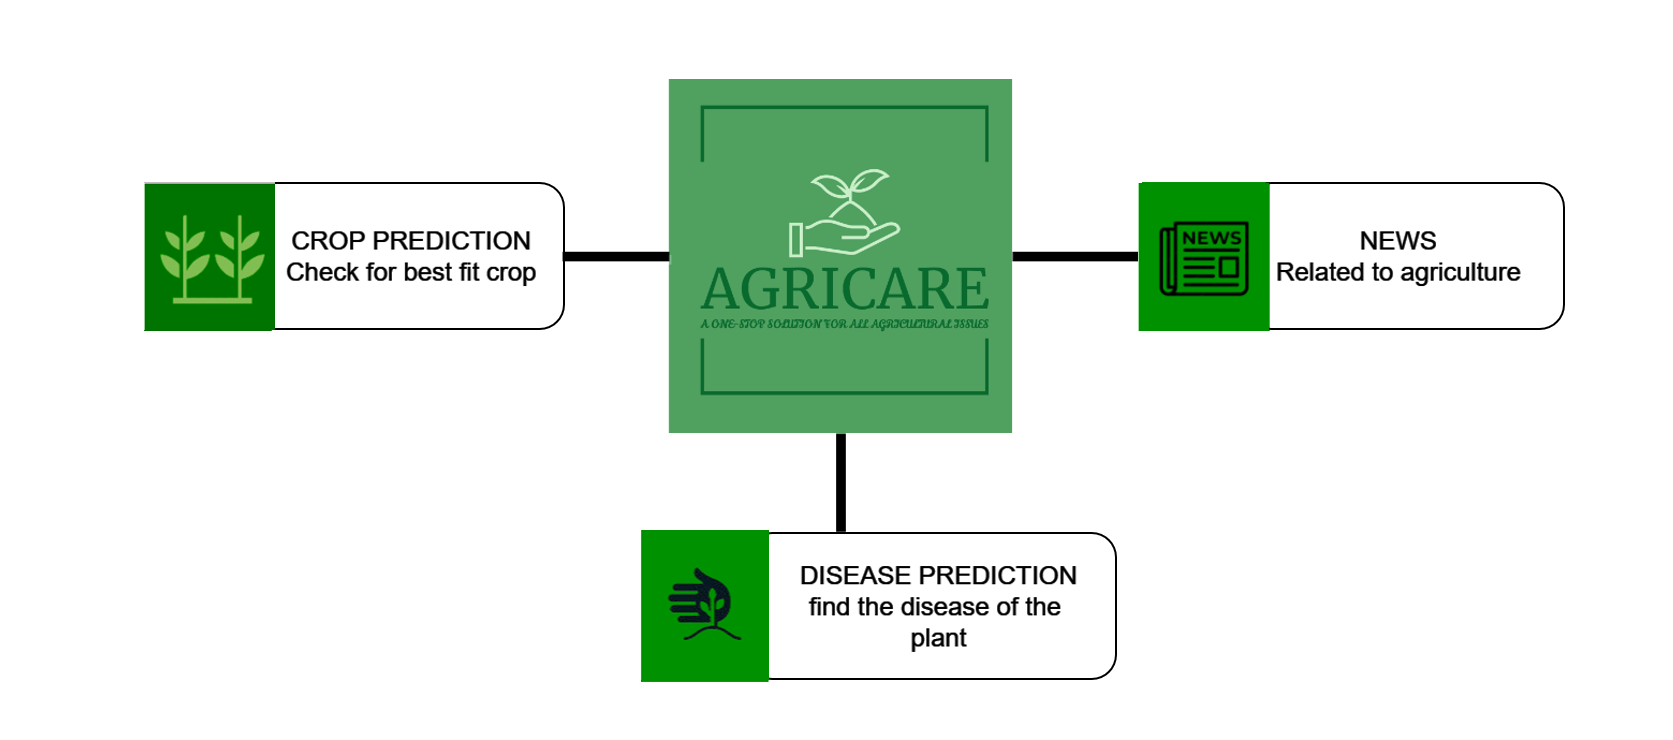 CROP PREDICTION
Check for best fit crop
AGRICARE
A ONE-STOP SOLUTION FOR ALL AGRICULTURAL ISSUES
NEWS
NEWS
Related to agriculture
DISEASE PREDICTION
find the disease of the
plant